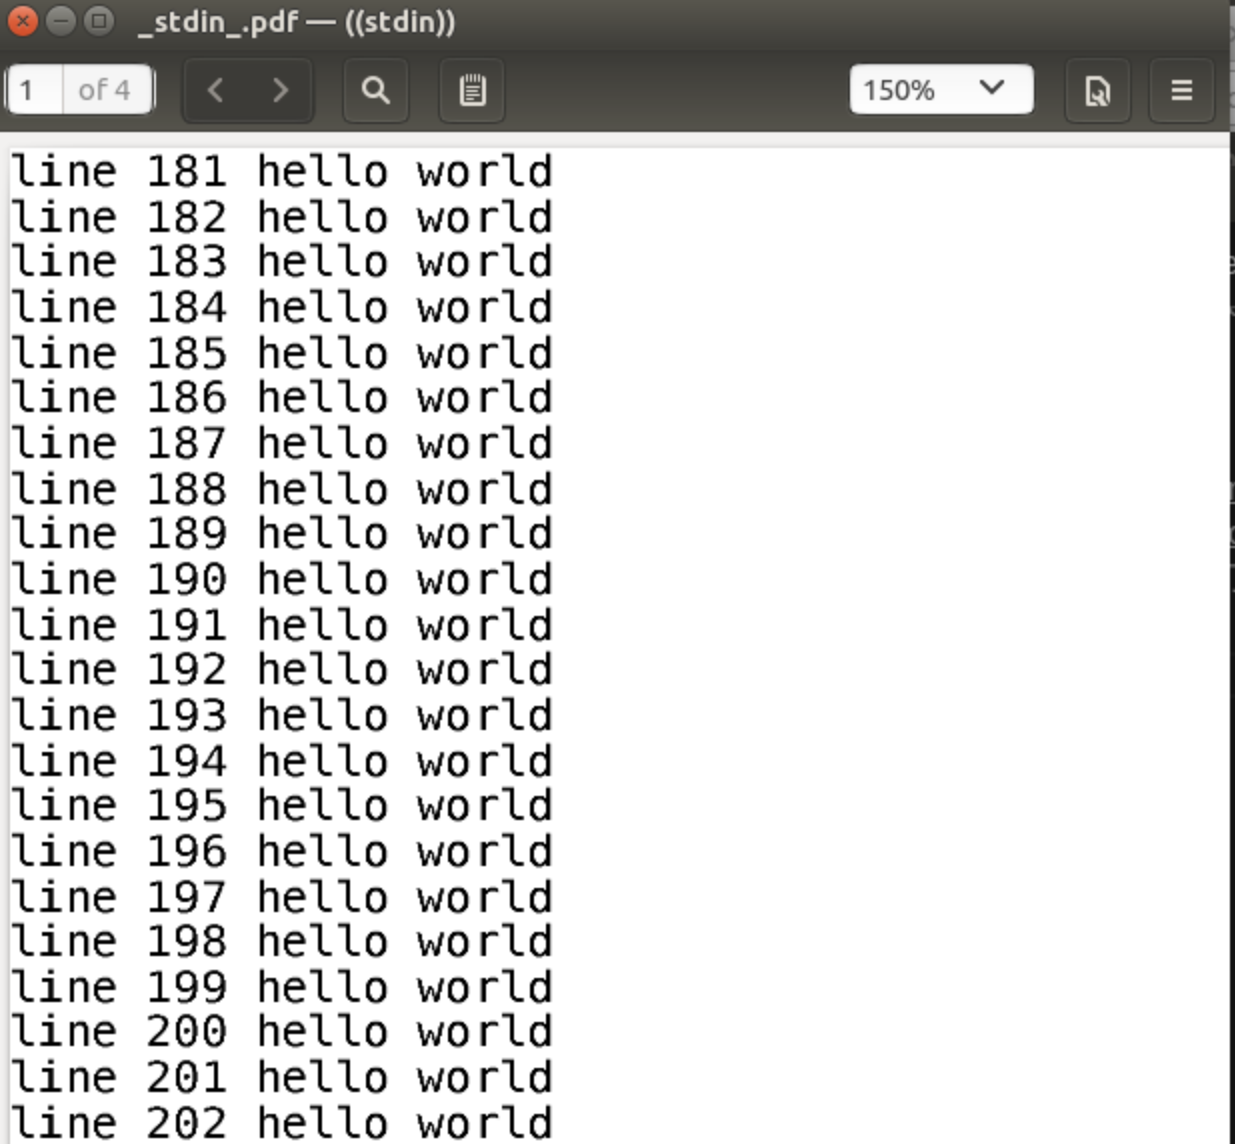 _stdin_.pdf — ((stdin))
1 of 4
150%
line 181 hello world
line 182 hello world
line 183 hello world
line 184 hello world
line 185 hello world
line 186 hello world
line 187 hello world
line 188 hello world
line 189 hello world
line 190 hello world
line 191 hello world
line 192 hello world
line 193 hello world
line 194 hello world
line 195 hello world
line 196 hello world
line 197 hello world
line 198 hello world
line 199 hello world
line 200 hello world
line 201 hello world
line 202 hello world